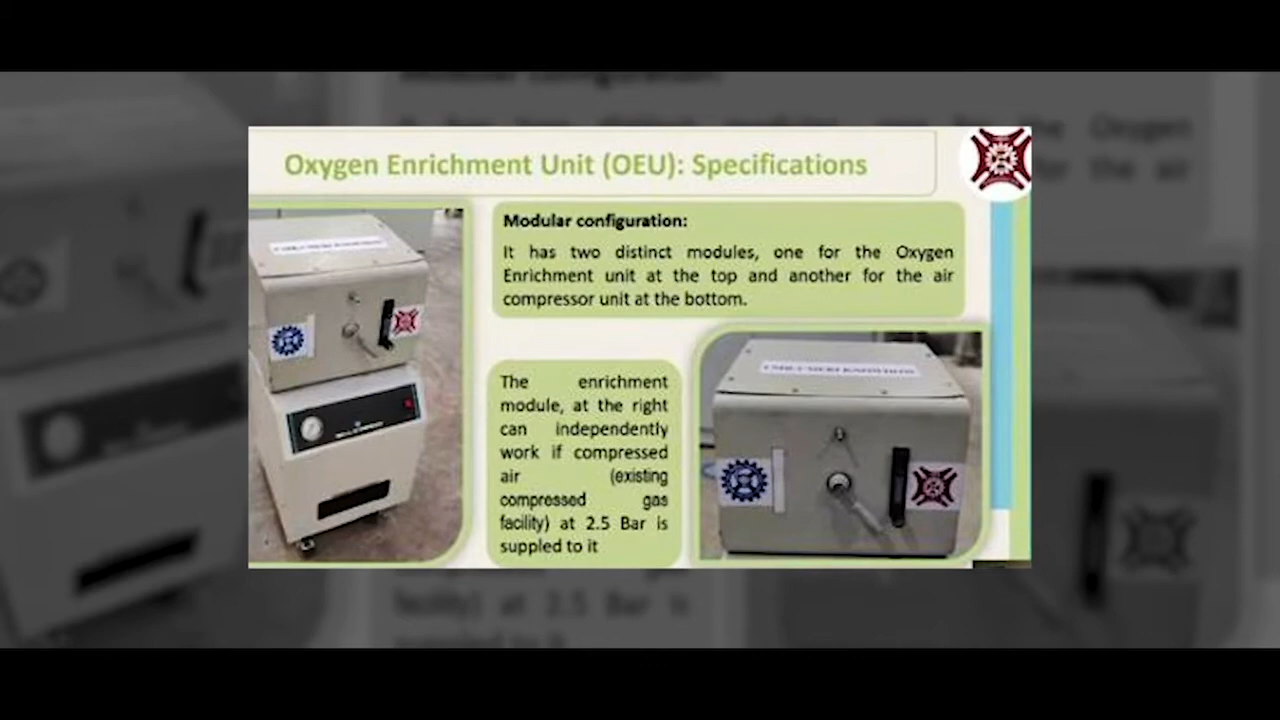 Oxygen Enrichment Unit (OEU): Specifications
Modular configuration:
It has two distinct modules, one for the Oxygen
Enrichment unit at the top and another for the air
compressor unit at the bottom.
The enrichment
module, at the right
can independently
work if compressed
air (existing
compressed gas
facility) at 2.5 Bar is
suppled to it